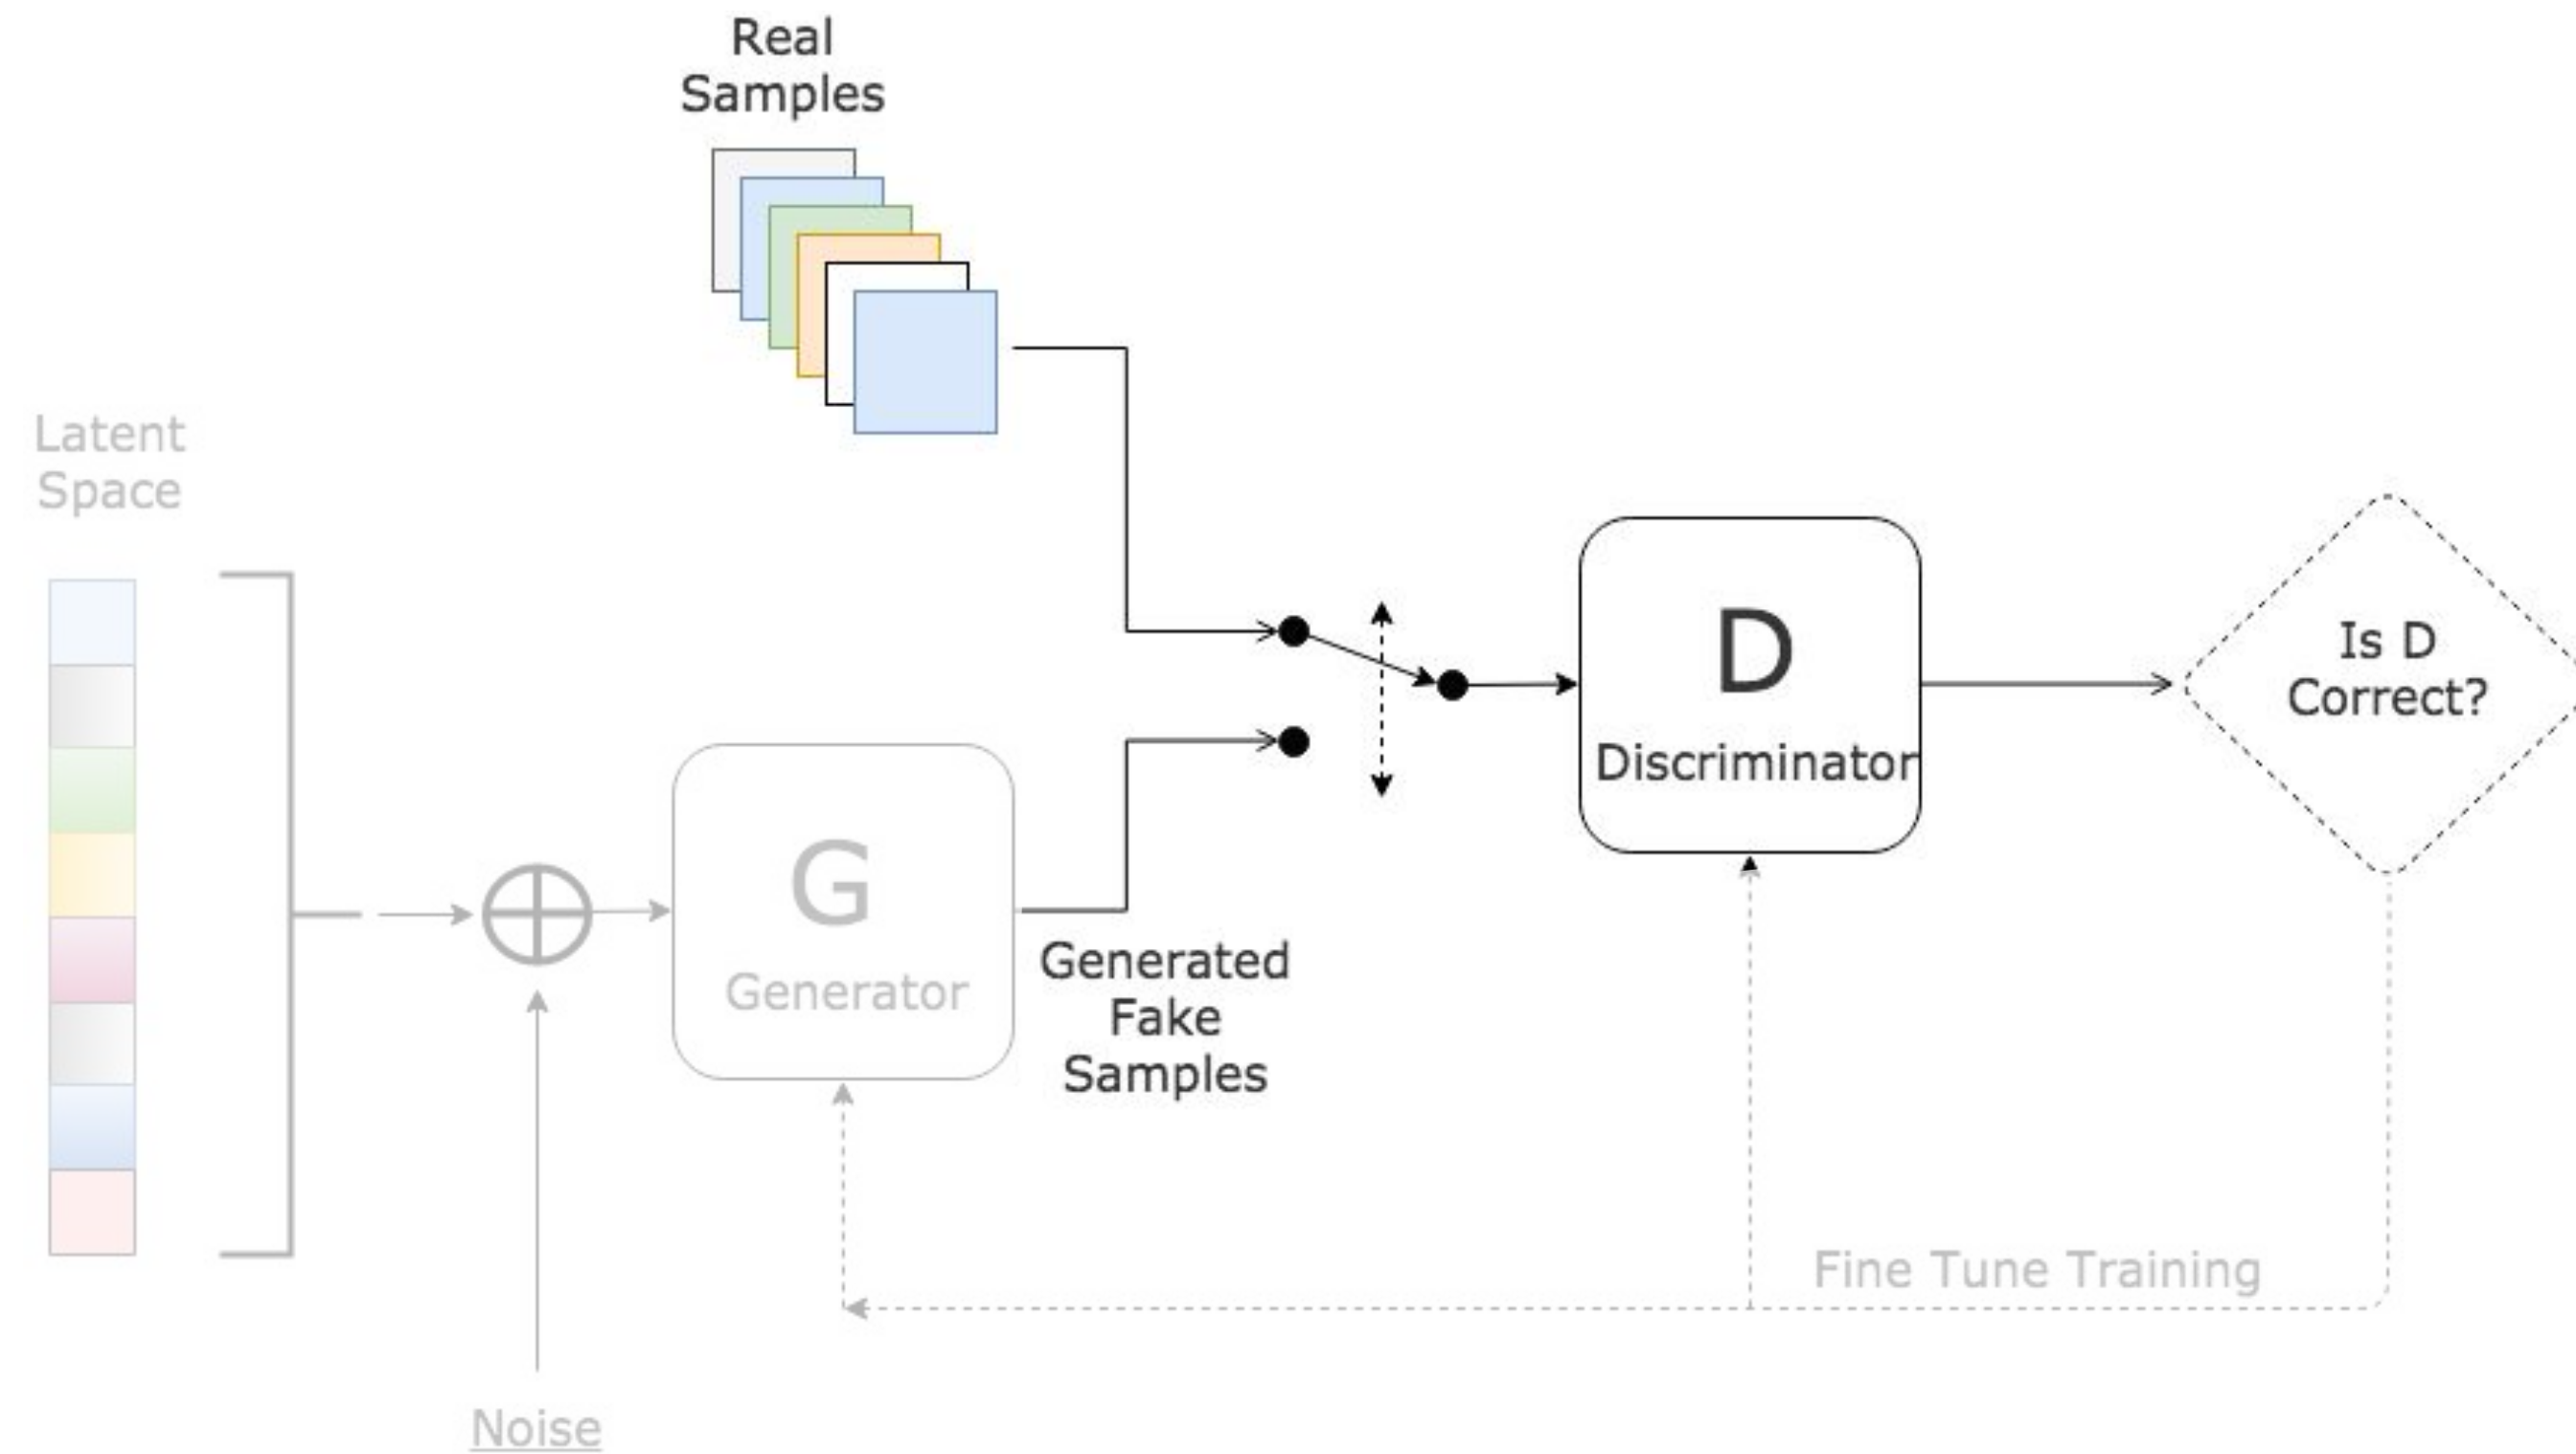 Real
Samples
Latent
Space
Is D
Correct?
D
Discriminator
G
Generator
Generated
Fake
Samples
Fine Tune Training
Noise